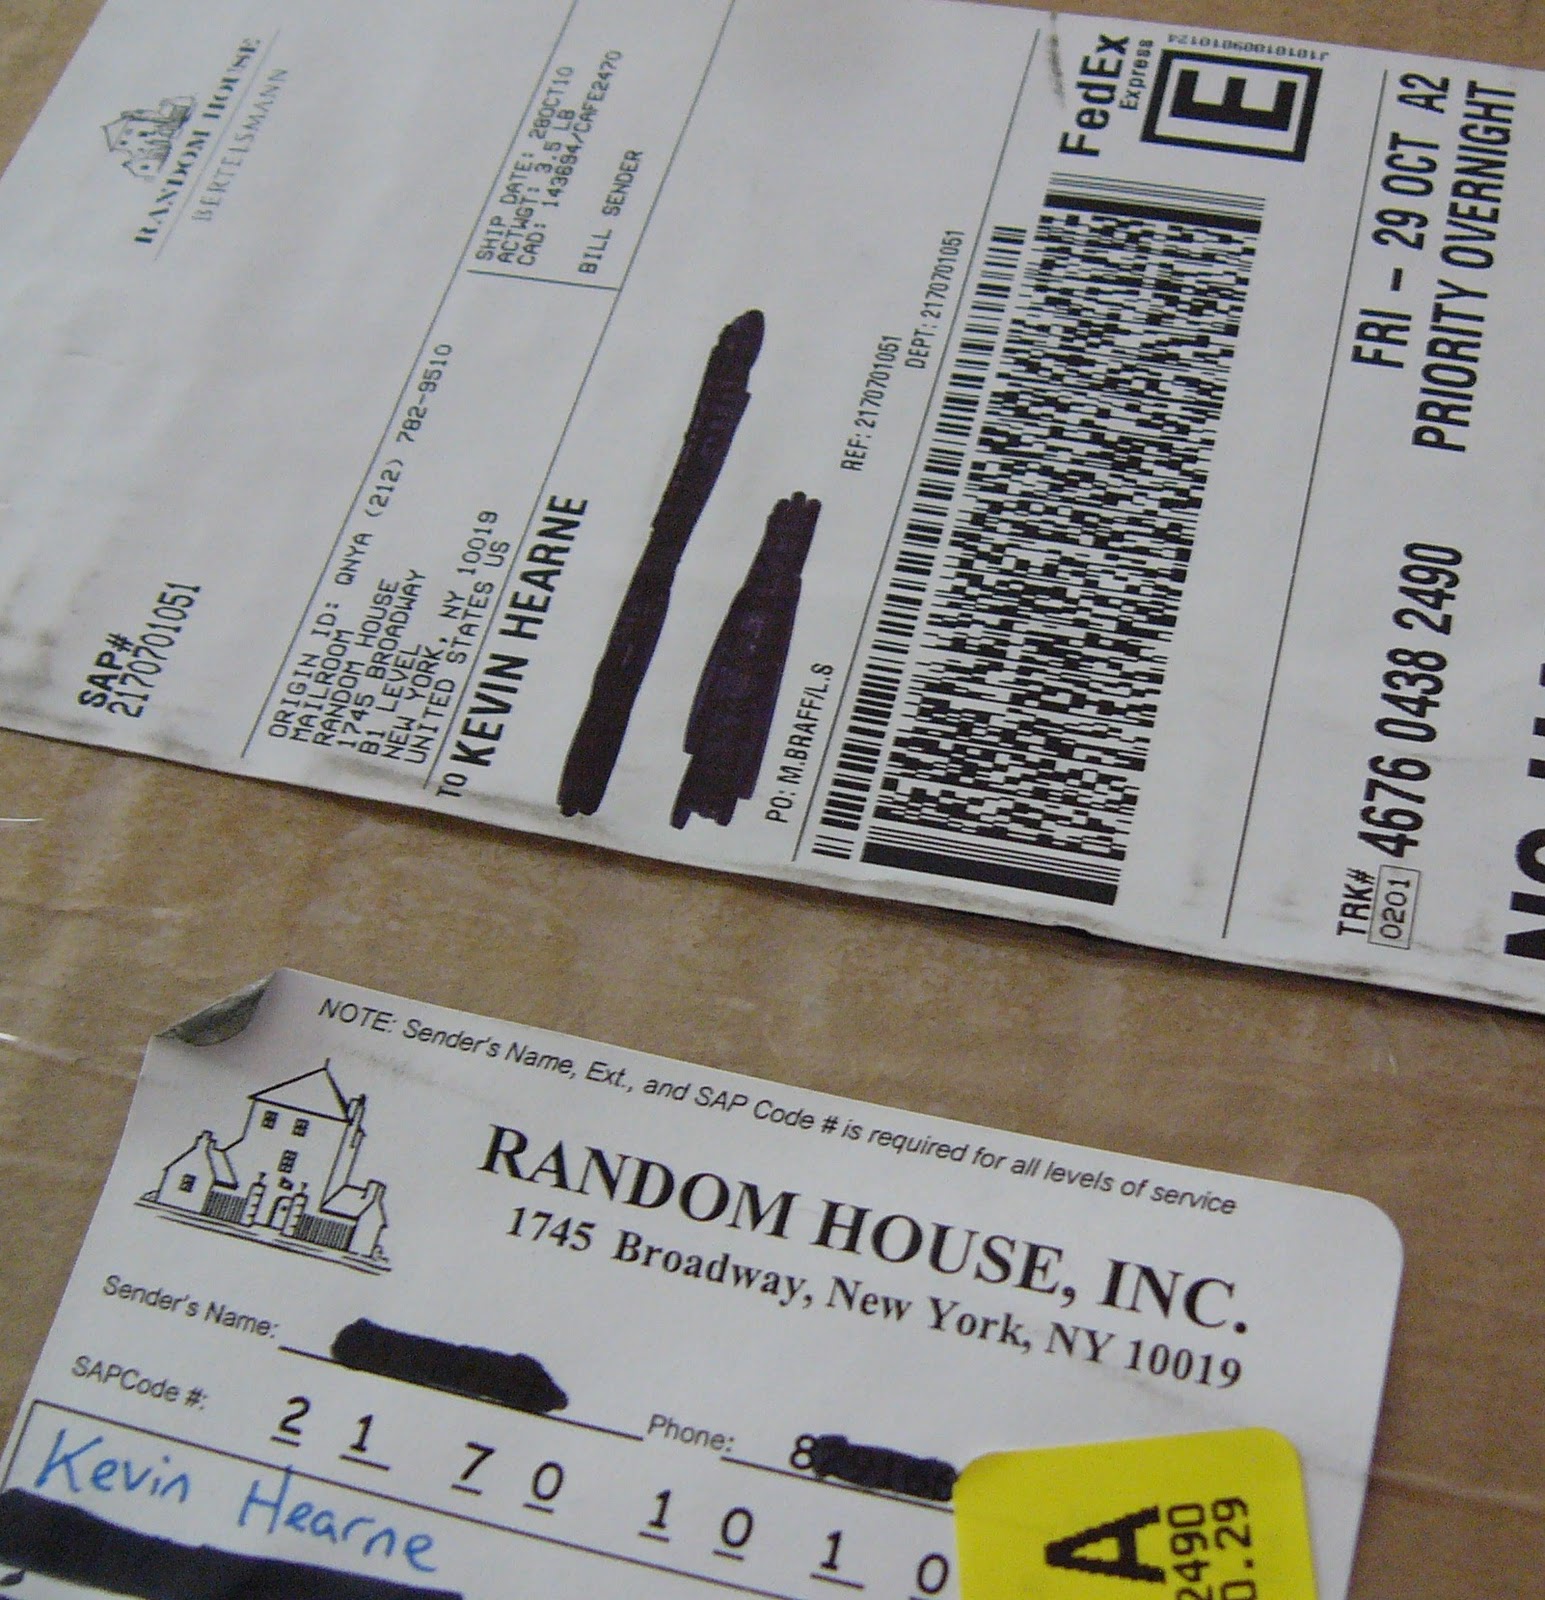 RANDOM HOUSE
BERTELSMANN
SAP#
2170701051
ORIGIN ID: QNYA (212) 782-9510
MAILROOM
RANDOM HOUSE
1745 BROADWAY
B1 LEVEL
NEW YORK, NY 10019
UNITED STATES US
SHIP DATE: 28OCT10
ACTWGT: 3.5 LB
CAD: 143694/CAFE2470
BILL SENDER
TO KEVIN HEARNE
REF: 2170701051
PO: M.BRAFF/L.S
DEPT: 2170701051
FedEx
Express
E
J10101009010124
FRI - 29 OCT A2
PRIORITY OVERNIGHT
TRK# 4676 0438 2490
0201
NOTE: Sender's Name, Ext., and SAP Code # is required for all levels of service
RANDOM HOUSE, INC.
1745 Broadway, New York, NY 10019
Sender's Name:
Phone: 8
SAPCode #: 2 1 7 0 1 0 1 0
Kevin Hearne
A
2490
0.29